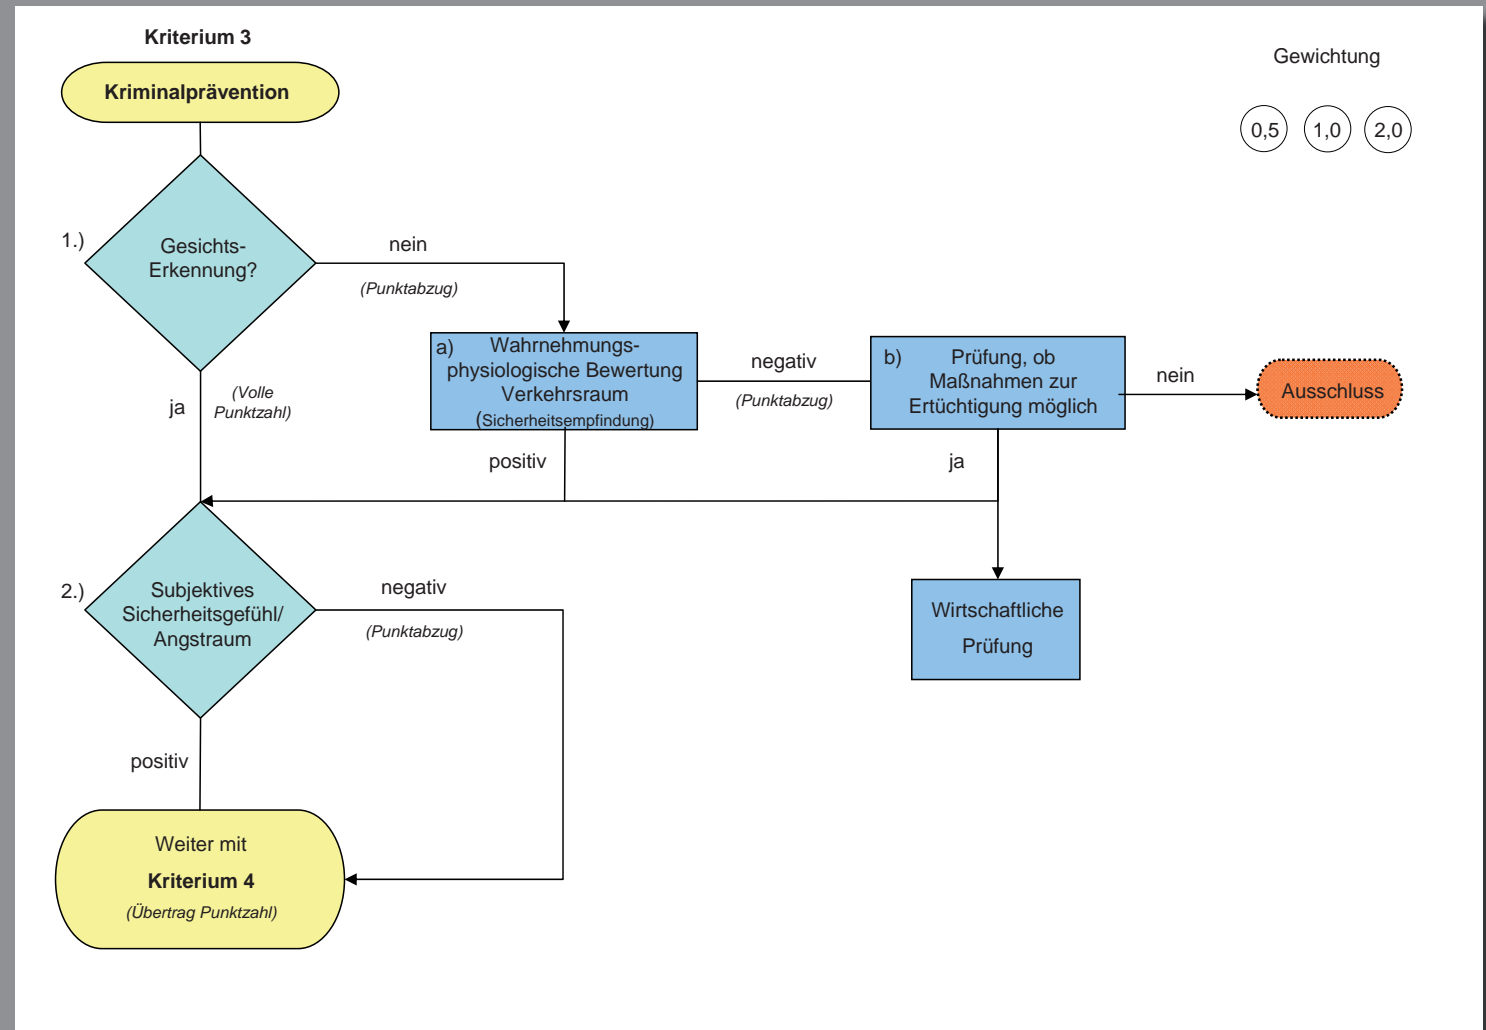 Kriterium 3
Gewichtung
Kriminalprävention
0,5 1,0 2,0
1.)
Gesichts-
Erkennung?
nein
(Punktabzug)
a) Wahrnehmungs-
physiologische Bewertung
Verkehrsraum
(Sicherheitsempfindung)
negativ
(Punktabzug)
b) Prüfung, ob
Maßnahmen zur
Ertüchtigung möglich
nein
Ausschluss
ja
(Volle
Punktzahl)
positiv
ja
2.)
Subjektives
Sicherheitsgefühl/
Angstraum
negativ
(Punktabzug)
Wirtschaftliche
Prüfung
positiv
Weiter mit
Kriterium 4
(Übertrag Punktzahl)